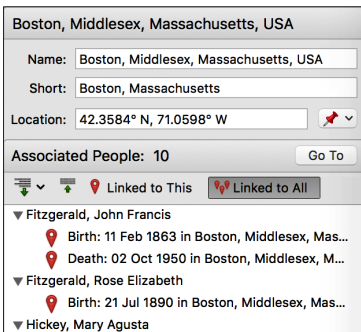 Boston, Middlesex, Massachusetts, USA
Name: Boston, Middlesex, Massachusetts, USA
Short: Boston, Massachusetts
Location: 42.3584° N, 71.0598° W
Associated People: 10 Go To
Linked to This Linked to All
Fitzgerald, John Francis
Birth: 11 Feb 1863 in Boston, Middlesex, Mas...
Death: 02 Oct 1950 in Boston, Middlesex, M...
Fitzgerald, Rose Elizabeth
Birth: 21 Jul 1890 in Boston, Middlesex, Mas...
Hickey, Mary Agusta